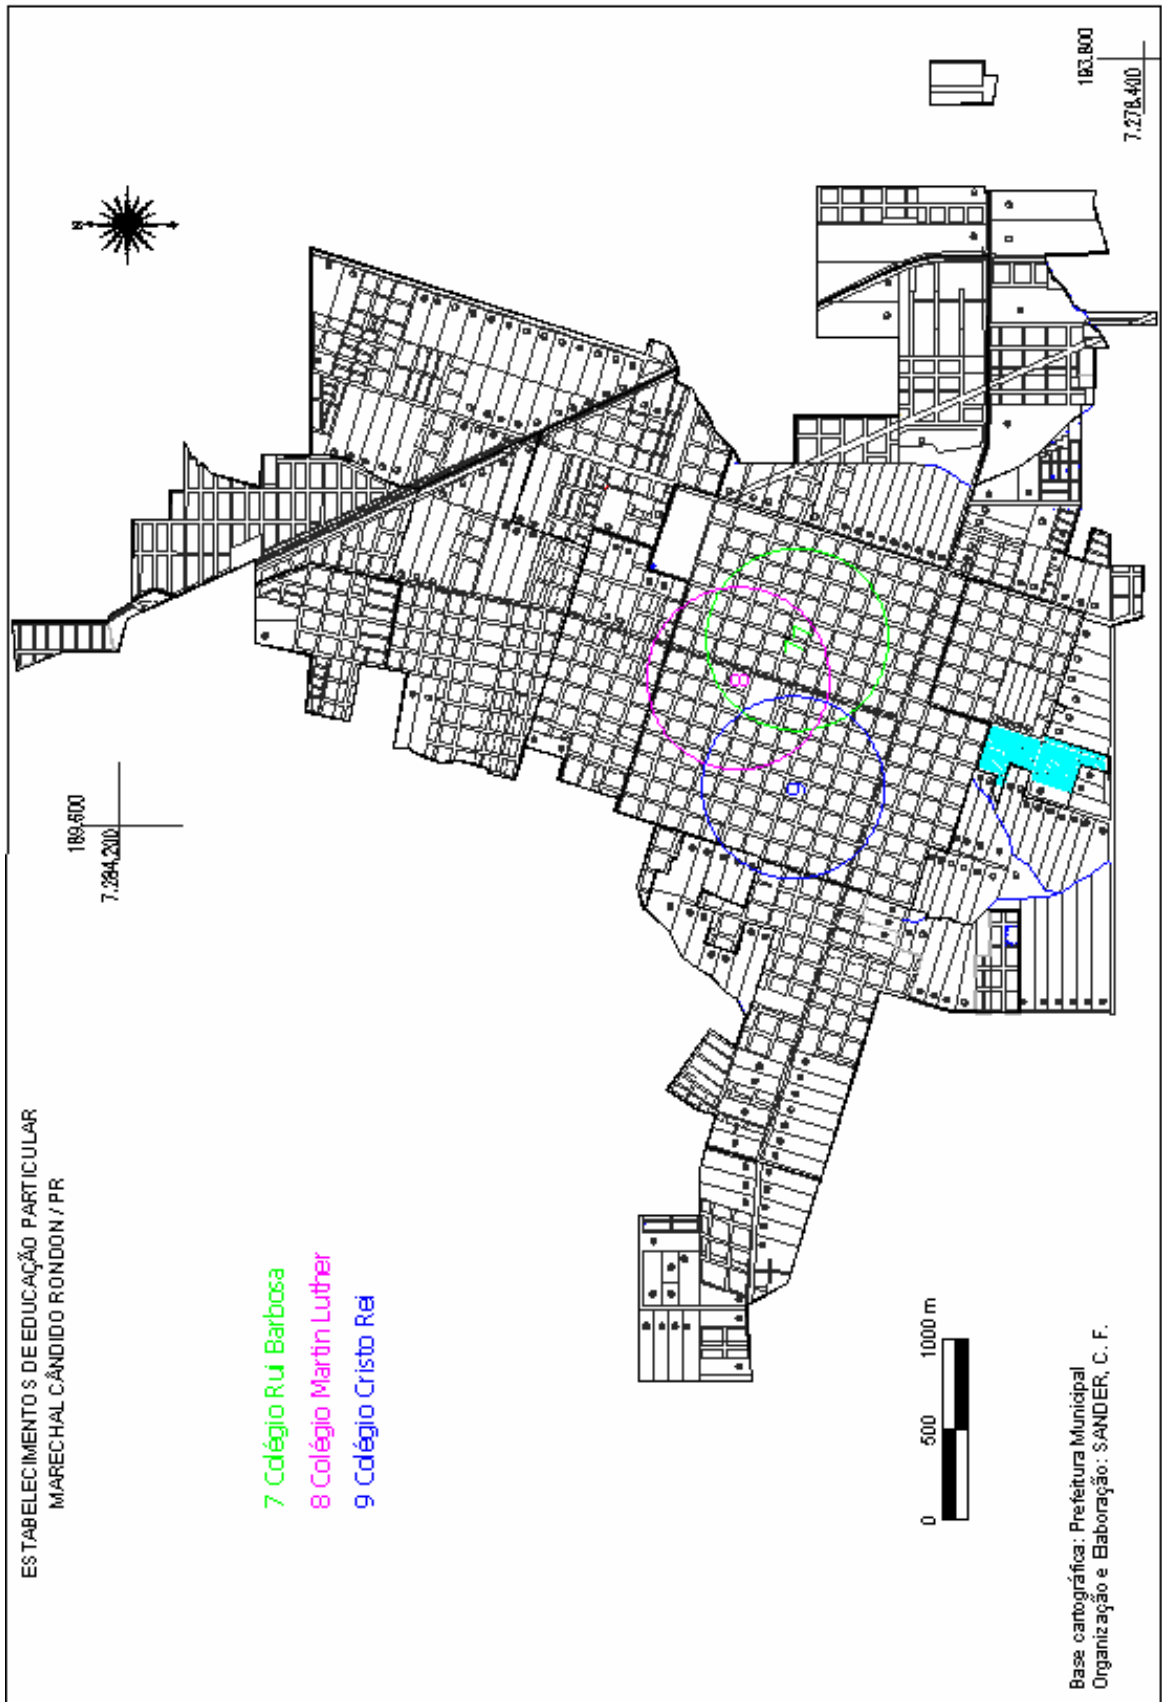 ESTABELECIMENTOS DE EDUCAÇÃO PARTICULAR
MARECHAL CÂNDIDO RONDON / PR
7 Colégio Rui Barbosa
8 Colégio Martin Luther
9 Colégio Cristo Rei
0 500 1000 m
Base cartográfica: Prefeitura Municipal
Organização e Elaboração: SANDER, C. F.
189.600
7.284.200
N
9
8
77
193.800
7.278.400